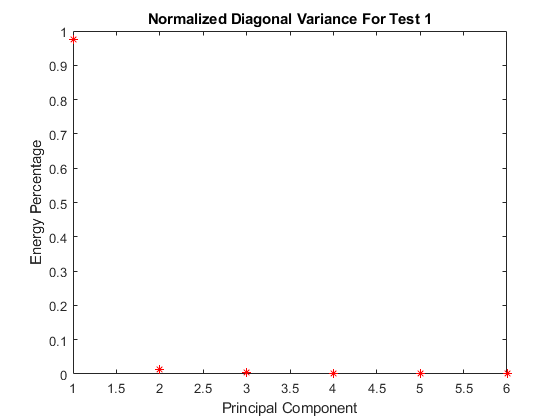 Normalized Diagonal Variance For Test 1
Energy Percentage
1
0.9
0.8
0.7
0.6
0.5
0.4
0.3
0.2
0.1
0
1 1.5 2 2.5 3 3.5 4 4.5 5 5.5 6
Principal Component